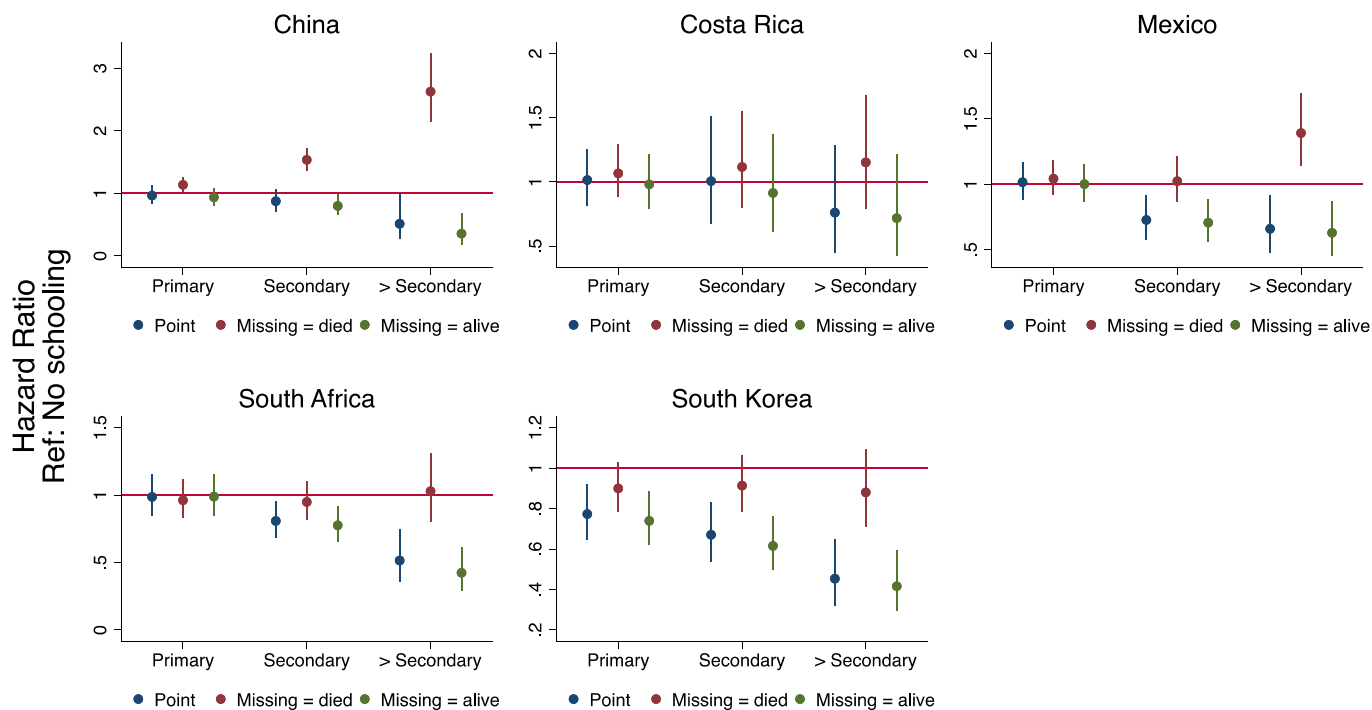 Hazard Ratio
Ref: No schooling
China
3
2
1
0
Primary Secondary > Secondary
Point Missing = died Missing = alive
Costa Rica
2
1.5
1
.5
Primary Secondary > Secondary
Point Missing = died Missing = alive
Mexico
2
1.5
1
.5
Primary Secondary > Secondary
Point Missing = died Missing = alive
South Africa
1.5
1
.5
0
Primary Secondary > Secondary
Point Missing = died Missing = alive
South Korea
1.2
1
.8
.6
.4
.2
Primary Secondary > Secondary
Point Missing = died Missing = alive